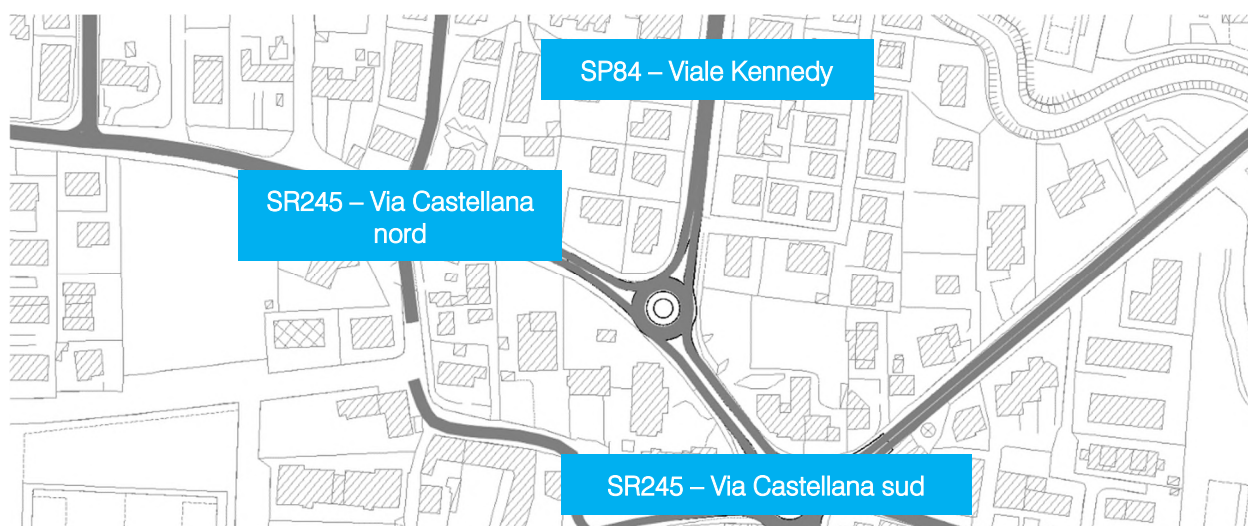 SP84 – Viale Kennedy
SR245 – Via Castellana
nord
SR245 – Via Castellana sud